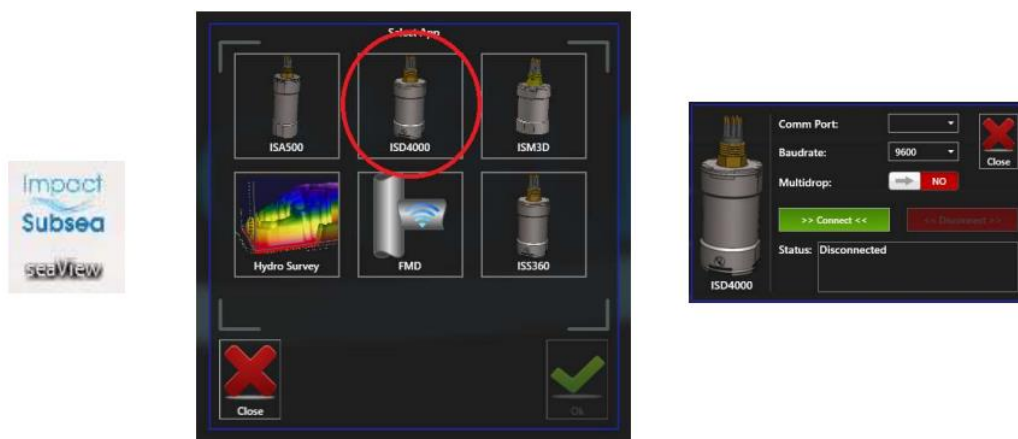 Impact
Subsea
seaView
Select App
ISA500
ISD4000
ISM3D
Hydro Survey
FMD
ISS360
Close
Ok
Comm Port:
Baudrate: 9600
Multidrop: NO
Close
>> Connect <<
<< Disconnect >>
Status: Disconnected
ISD4000